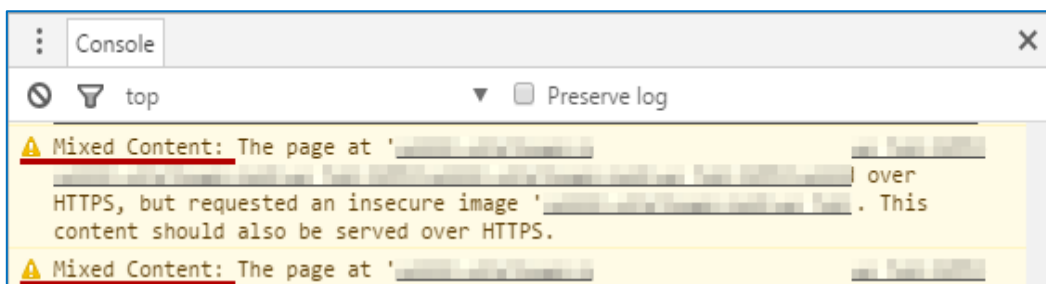 Console
top Preserve log
Mixed Content: The page at '
over
HTTPS, but requested an insecure image ' . This
content should also be served over HTTPS.
Mixed Content: The page at '